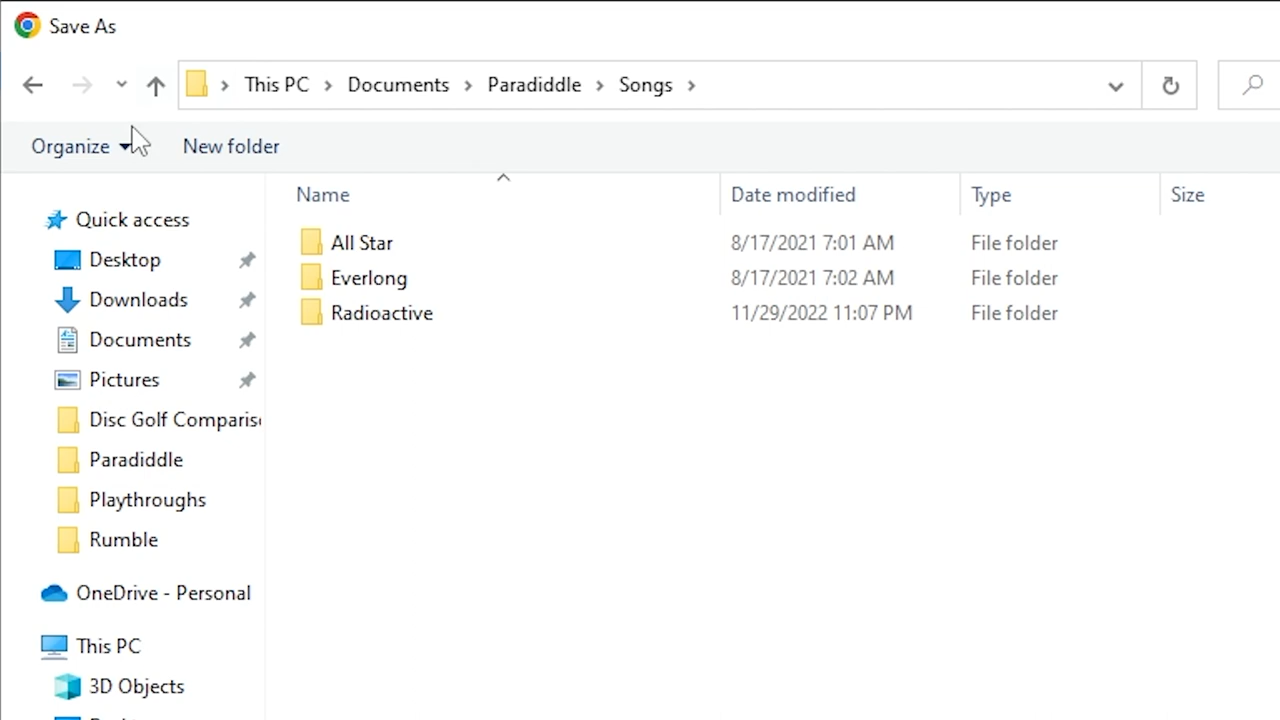 Save As
This PC > Documents > Paradiddle > Songs >
Organize New folder
Name Date modified Type Size
All Star 8/17/2021 7:01 AM File folder
Everlong 8/17/2021 7:02 AM File folder
Radioactive 11/29/2022 11:07 PM File folder
Quick access
Desktop
Downloads
Documents
Pictures
Disc Golf
Paradiddle
Playthroughs
Rumble
OneDrive - Personal
This PC
3D Objects